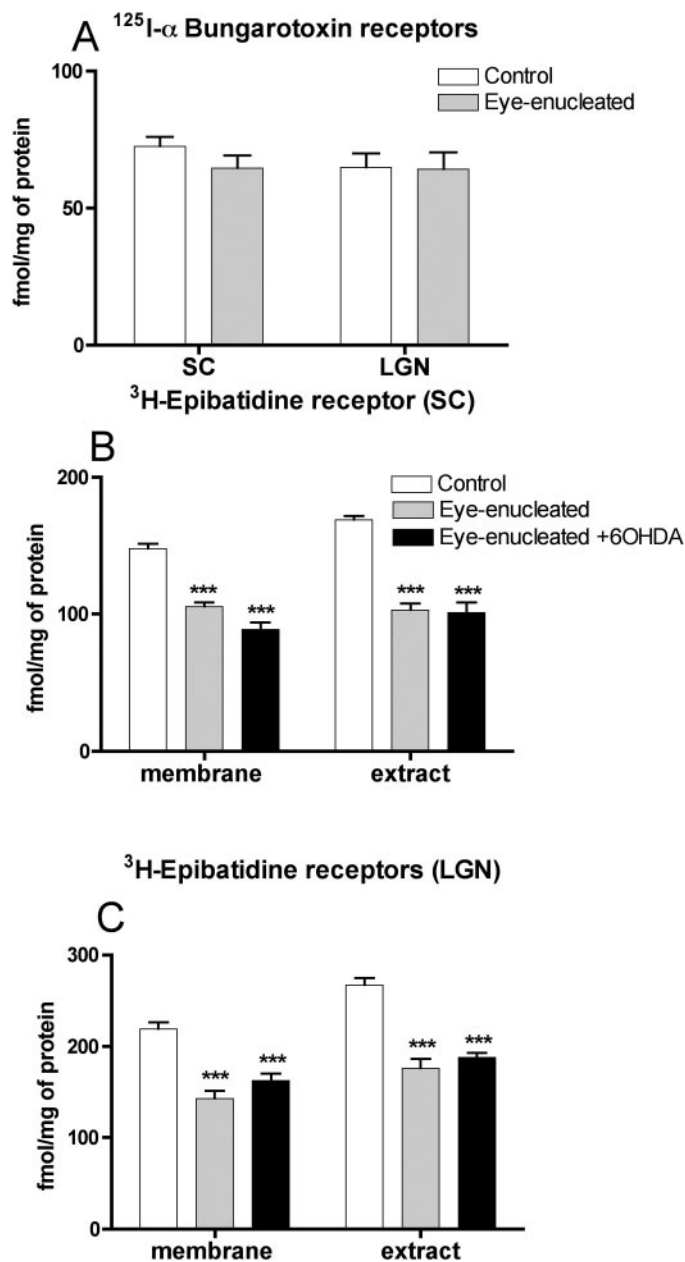 A ¹²⁵I-α Bungarotoxin receptors
Control
Eye-enucleated
100
50
0
fmol/mg of protein
SC LGN
³H-Epibatidine receptor (SC)
B
Control
Eye-enucleated
Eye-enucleated +6OHDA
200
100
0
fmol/mg of protein
*** *** *** ***
membrane extract
³H-Epibatidine receptors (LGN)
C
300
200
100
0
fmol/mg of protein
*** *** *** ***
membrane extract